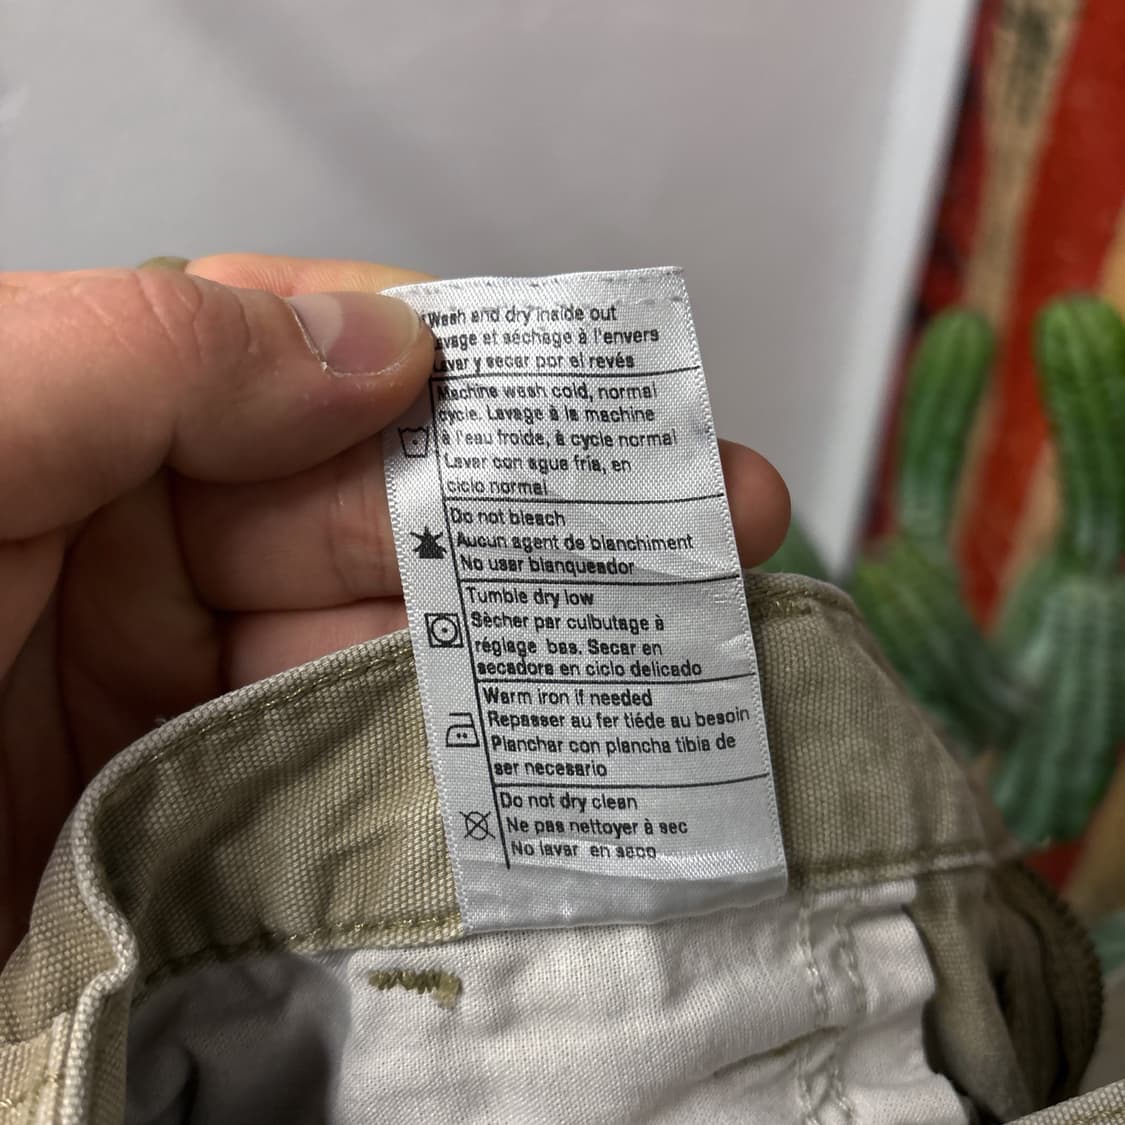 Wash and dry inside out
avage et séchage à l'envers
Lavar y secar por el revés
Machine wash cold, normal
cycle. Lavage à la machine
à l'eau froide, à cycle normal
Lavar con agua fria, en
ciclo normal
Do not bleach
Aucun agent de blanchiment
No usar blanqueador
Tumble dry low
Sècher par culbutage à
réglage bas. Secar en
secadora en ciclo delicado
Warm iron if needed
Repasser au fer tiéde au besoin
Planchar con plancha tibia de
ser necesario
Do not dry clean
Ne pas nettoyer à sec
No lavar en seco